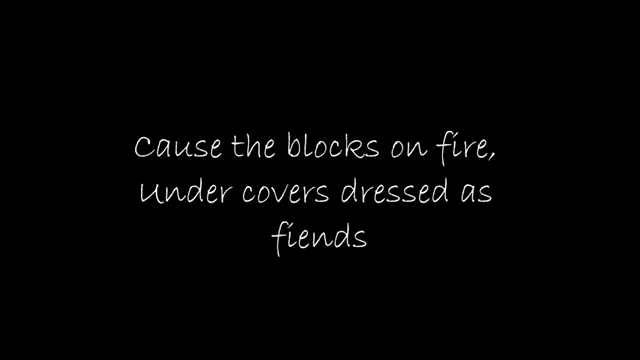 Cause the blocks on fire,
Under covers dressed as
fiends